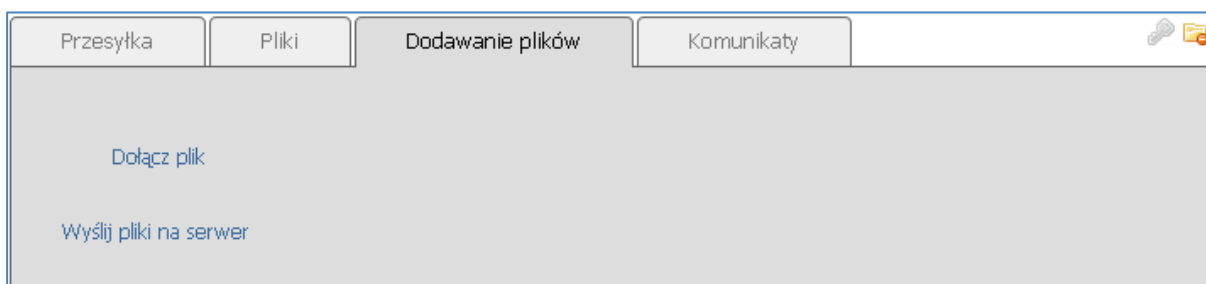 Przesyłka Pliki Dodawanie plików Komunikaty
Dołącz plik
Wyślij pliki na serwer